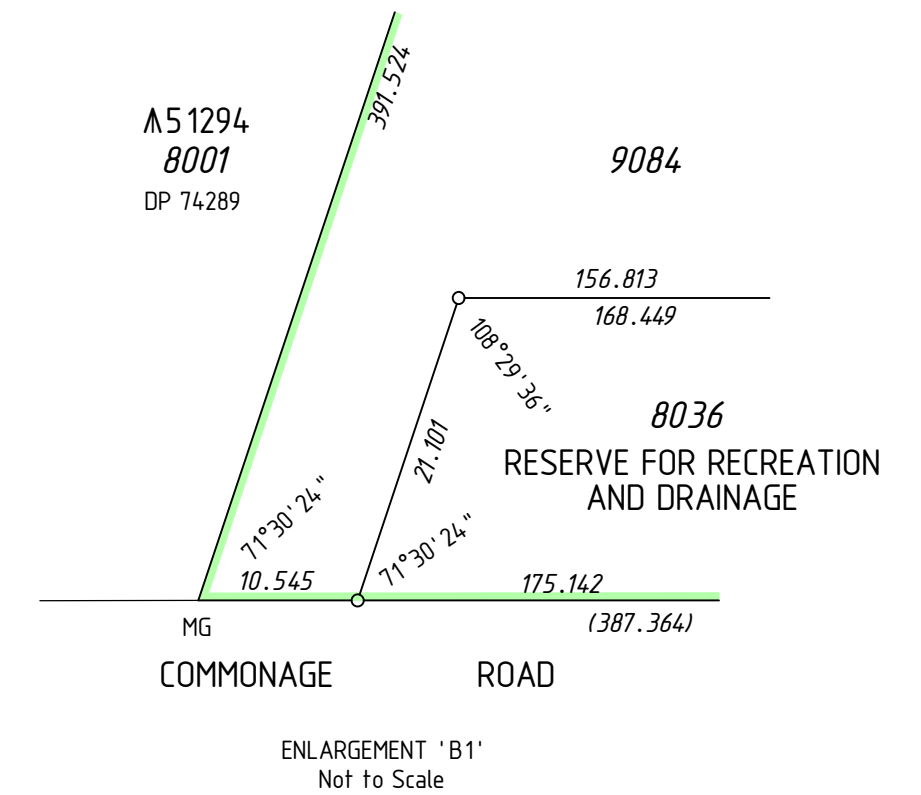 391.524
⩚51294
8001
DP 74289
9084
156.813
168.449
108°29'36"
8036
21.101
RESERVE FOR RECREATION
AND DRAINAGE
71°30'24"
71°30'24"
10.545
175.142
MG
(387.364)
COMMONAGE ROAD
ENLARGEMENT 'B1'
Not to Scale